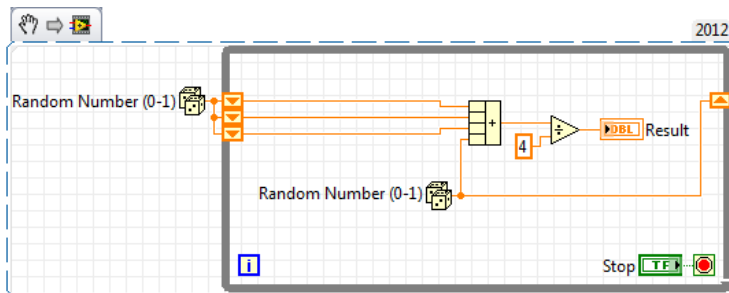 2012
Random Number (0-1)
+
÷
4
DBL
Result
Random Number (0-1)
i
Stop
TF